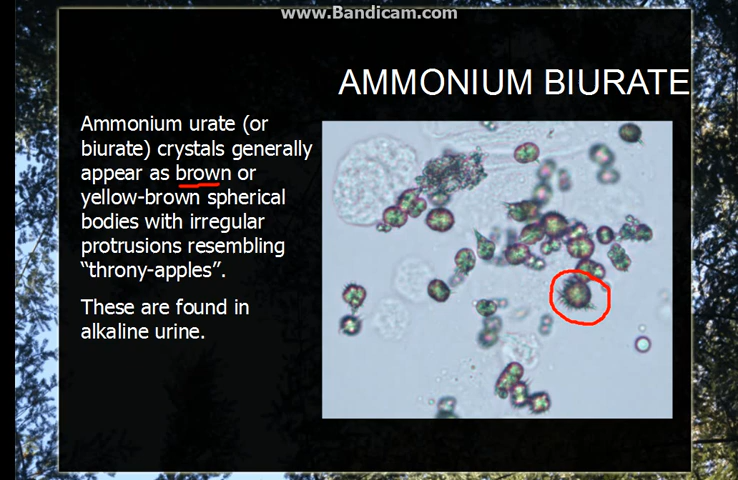 www.Bandicam.com
AMMONIUM BIURATE
Ammonium urate (or
biurate) crystals generally
appear as brown or
yellow-brown spherical
bodies with irregular
protrusions resembling
“throny-apples”.
These are found in
alkaline urine.